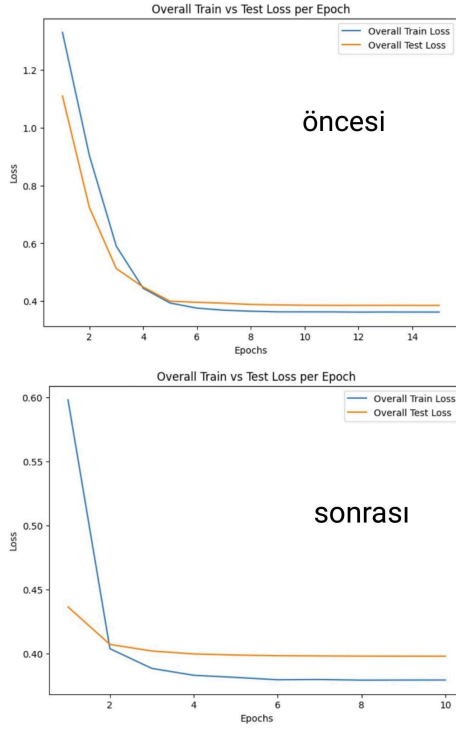 Overall Train vs Test Loss per Epoch
Overall Train Loss
Overall Test Loss
1.2
1.0
0.8
0.6
0.4
Loss
öncesi
2 4 6 8 10 12 14
Epochs
Overall Train vs Test Loss per Epoch
Overall Train Loss
Overall Test Loss
0.60
0.55
0.50
0.45
0.40
Loss
sonrası
2 4 6 8 10
Epochs